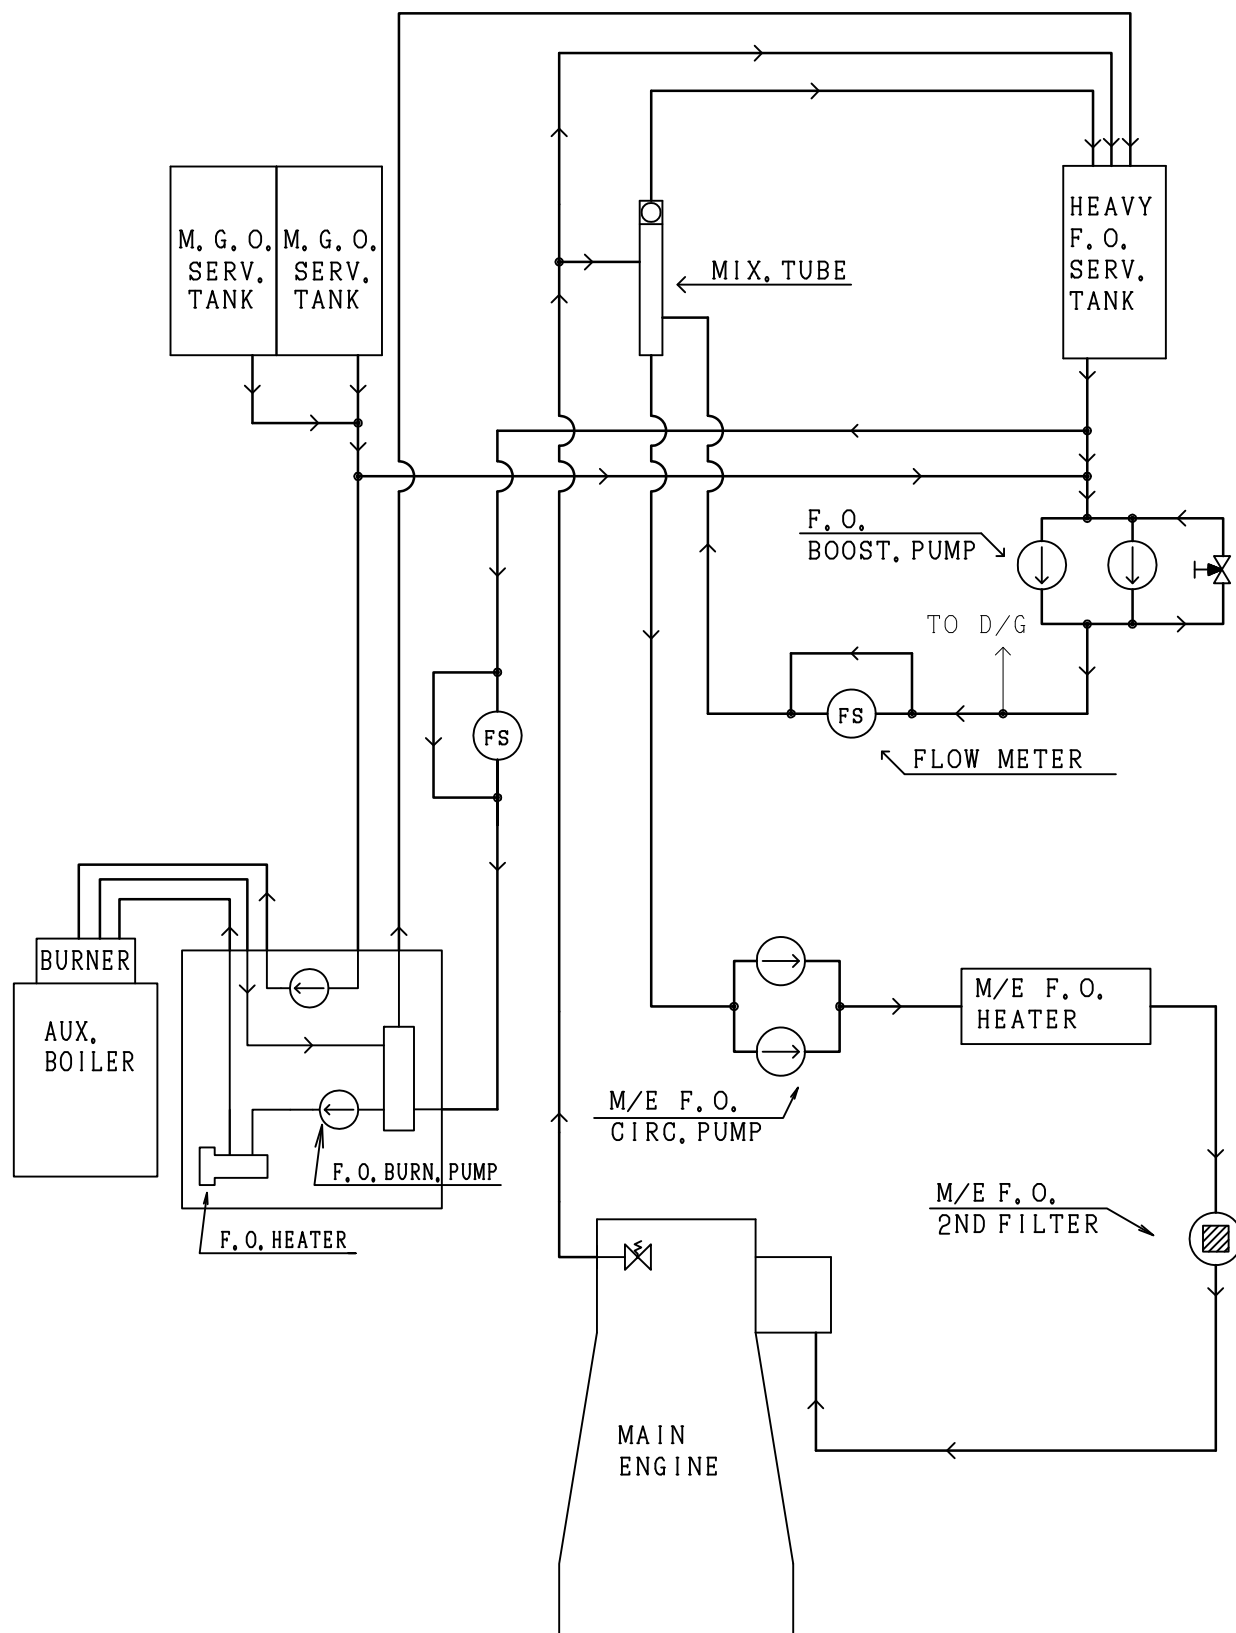 M. G. O.
SERV.
TANK
M. G. O.
SERV.
TANK
HEAVY
F. O.
SERV.
TANK
MIX. TUBE
F. O.
BOOST. PUMP
TO D/G
FS
FS
FLOW METER
BURNER
AUX.
BOILER
M/E F. O.
HEATER
M/E F. O.
CIRC. PUMP
F. O. BURN. PUMP
F. O. HEATER
M/E F. O.
2ND FILTER
MAIN
ENGINE